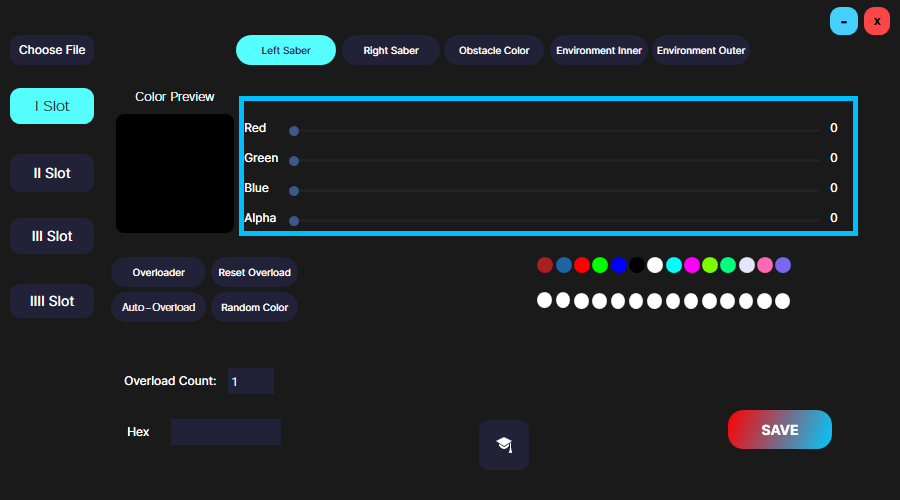 - x
Choose File
Left Saber Right Saber Obstacle Color Environment Inner Environment Outer
I Slot
II Slot
III Slot
IIII Slot
Color Preview
Red 0
Green 0
Blue 0
Alpha 0
Overloader Reset Overload
Auto-Overload Random Color
Overload Count: 1
Hex
SAVE